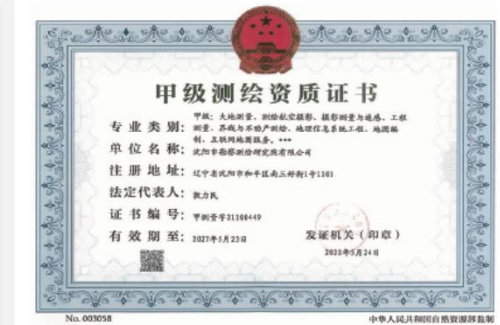 甲级测绘资质证书
专业类别：甲级：大地测量、测绘航空摄影、摄影测量与遥感、工程
测量、界线与不动产测绘、地理信息系统工程、地图编
制、互联网地图服务。***
单位名称：沈阳市勘察测绘研究院有限公司
注册地址：辽宁省沈阳市和平区南三好街1号1101
法定代表人：敦力民
证书编号：甲测资字21100449
有效期至：2027年5月23日
发证机关（印章）
2022年5月24日
No. 003058
中华人民共和国自然资源部监制